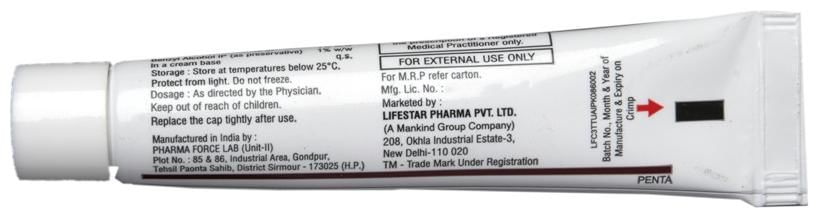 Benzyl Alcohol IP (as preservative) 1% w/w
In a cream base q.s.
Storage : Store at temperatures below 25°C.
Protect from light. Do not freeze.
Dosage : As directed by the Physician.
Keep out of reach of children.
Replace the cap tightly after use.
Manufactured in India by :
PHARMA FORCE LAB (Unit-II)
Plot No. : 85 & 86, Industrial Area, Gondpur,
Tehsil Paonta Sahib, District Sirmour - 173025 (H.P.)
the prescription of a Registered
Medical Practitioner only.
FOR EXTERNAL USE ONLY
For M.R.P refer carton.
Mfg. Lic. No. :
Marketed by :
LIFESTAR PHARMA PVT. LTD.
(A Mankind Group Company)
208, Okhla Industrial Estate-3,
New Delhi-110 020
TM - Trade Mark Under Registration
LFC3TTUAIPK086002
Batch No., Month & Year of
Manufacture & Expiry on
Crimp
PENTA